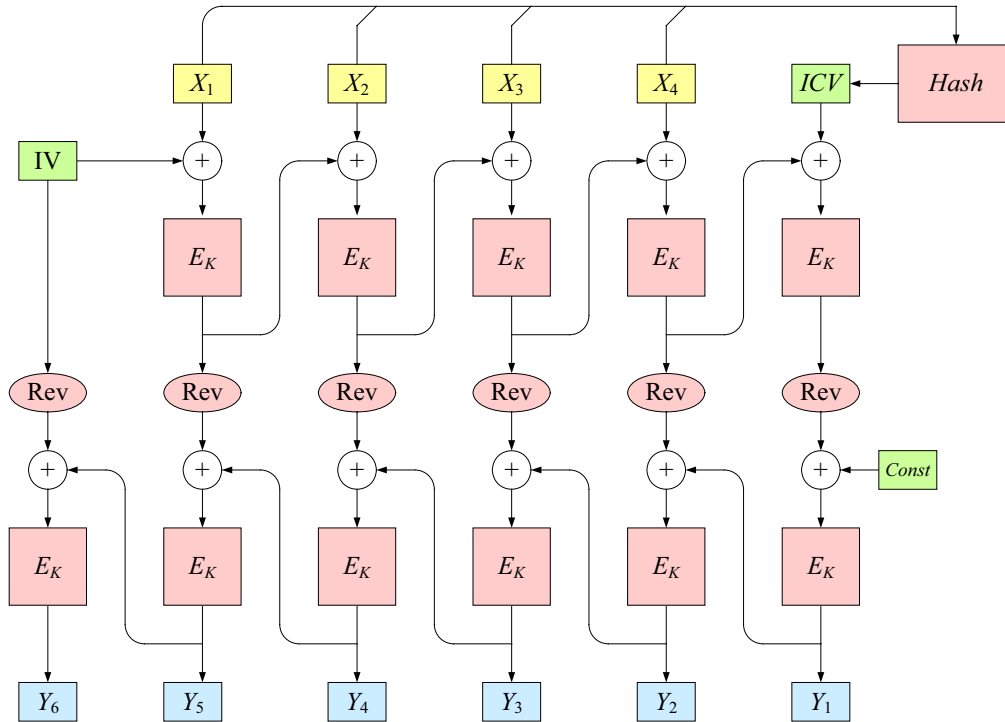 X1 X2 X3 X4 ICV Hash
IV + + + + +
EK EK EK EK EK
Rev Rev Rev Rev Rev Rev
+ + + + + + Const
EK EK EK EK EK EK
Y6 Y5 Y4 Y3 Y2 Y1